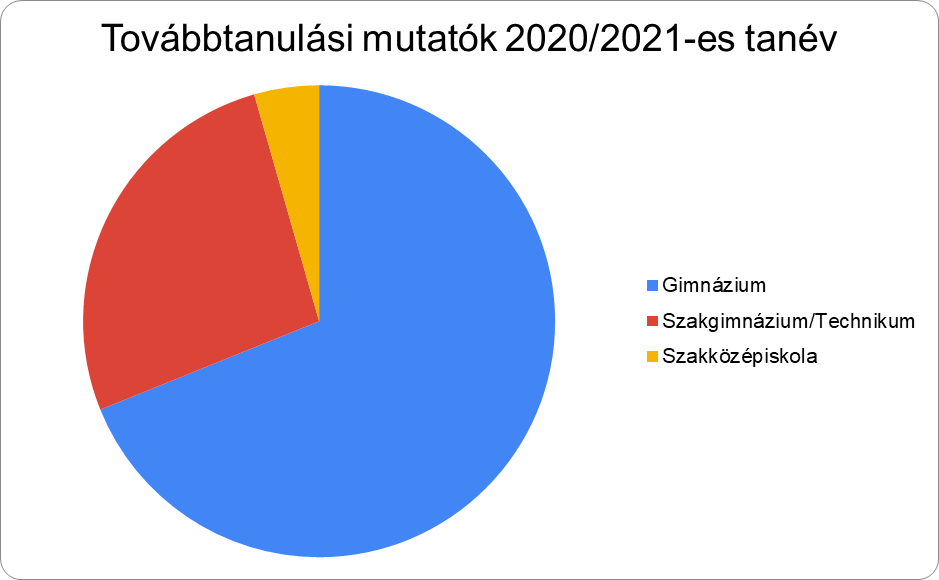 Továbbtanulási mutatók 2020/2021-es tanév
Gimnázium
Szakgimnázium/Technikum
Szakközépiskola